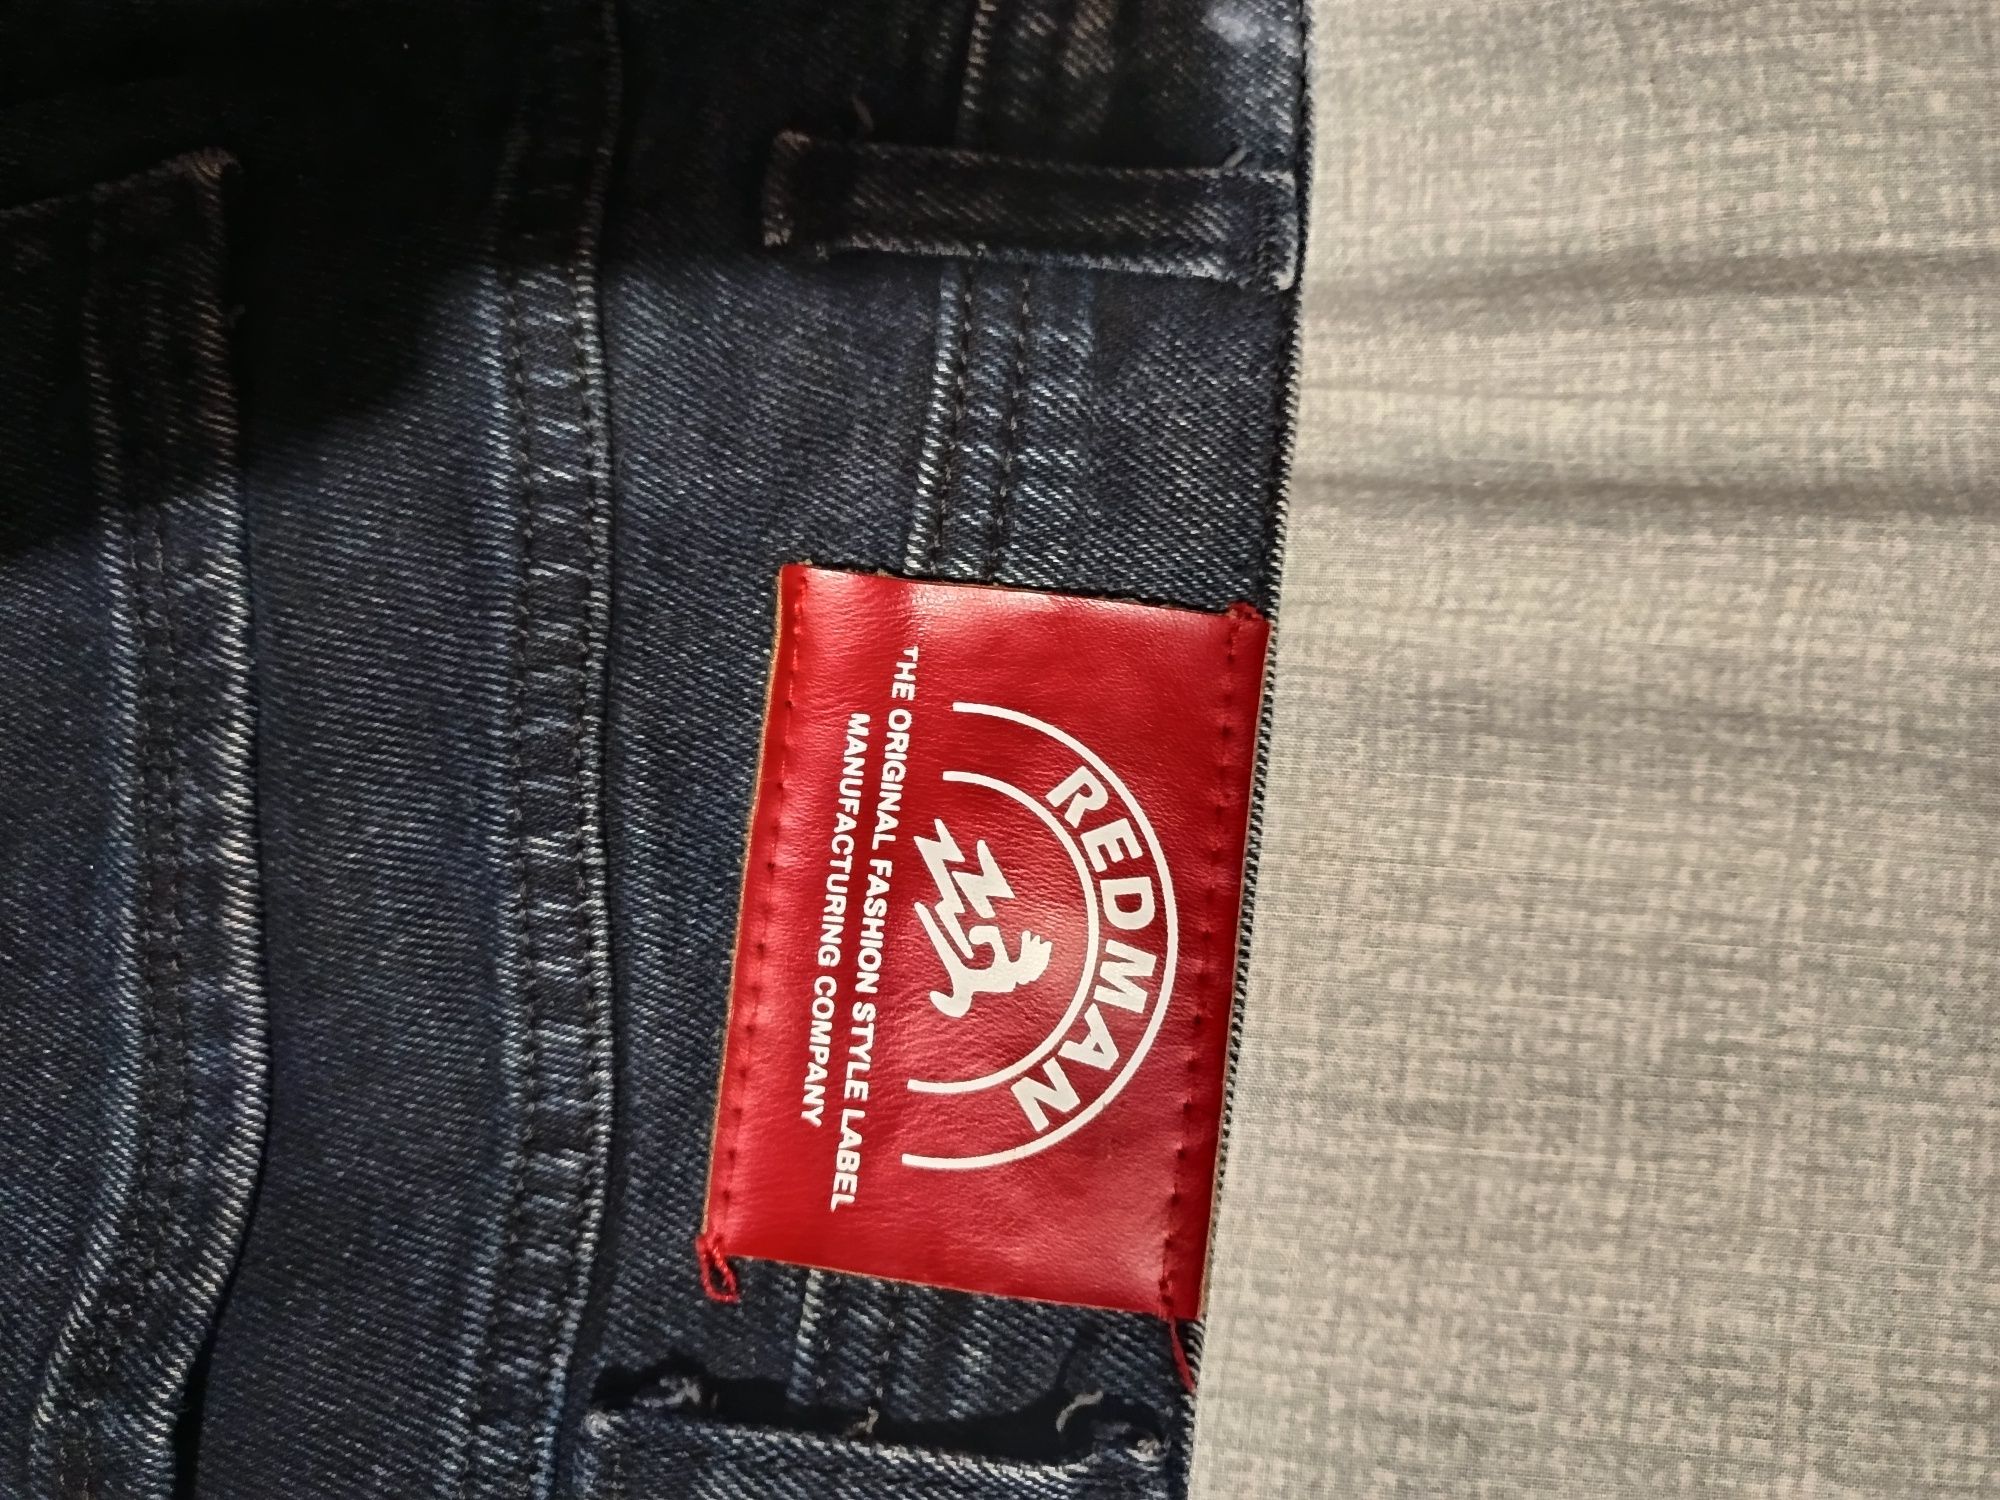 REDMAN
THE ORIGINAL FASHION STYLE LABEL
MANUFACTURING COMPANY